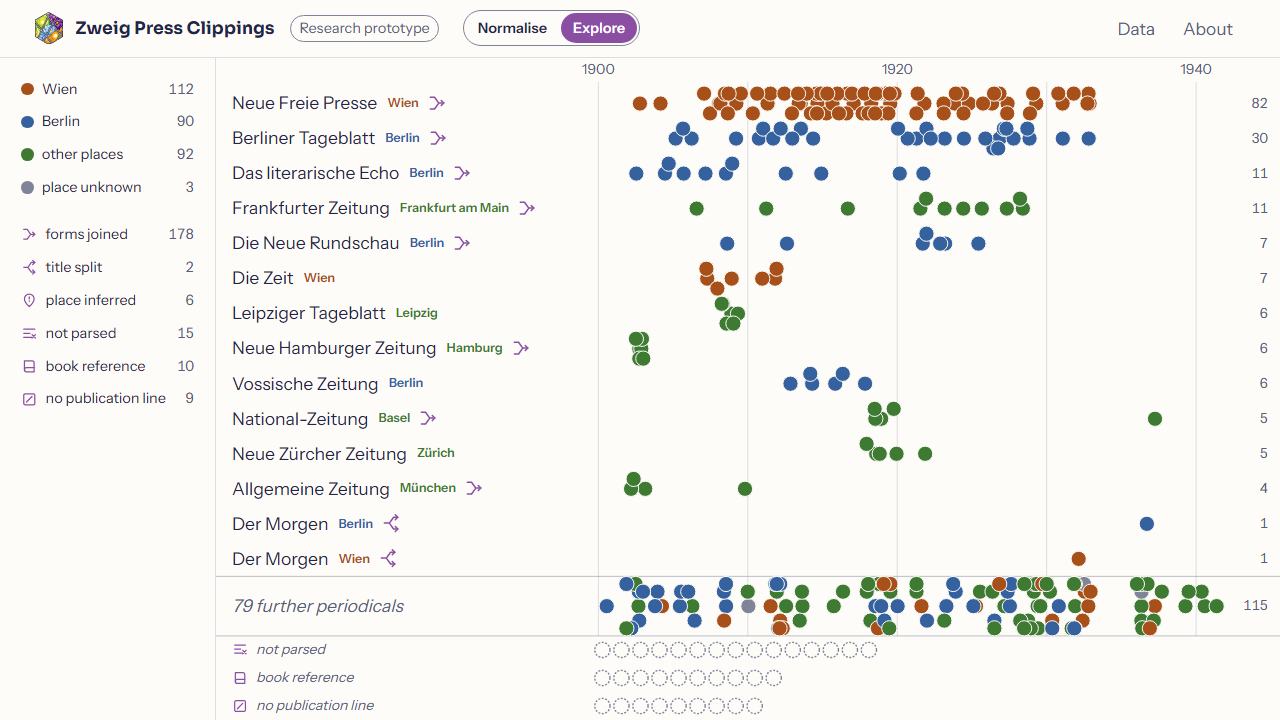 Zweig Press Clippings Research prototype Normalise Explore Data About
1900 1920 1940
Wien 112
Berlin 90
other places 92
place unknown 3
forms joined 178
title split 2
place inferred 6
not parsed 15
book reference 10
no publication line 9
Neue Freie Presse Wien 82
Berliner Tageblatt Berlin 30
Das literarische Echo Berlin 11
Frankfurter Zeitung Frankfurt am Main 11
Die Neue Rundschau Berlin 7
Die Zeit Wien 7
Leipziger Tageblatt Leipzig 6
Neue Hamburger Zeitung Hamburg 6
Vossische Zeitung Berlin 6
National-Zeitung Basel 5
Neue Zürcher Zeitung Zürich 5
Allgemeine Zeitung München 4
Der Morgen Berlin 1
Der Morgen Wien 1
79 further periodicals 115
not parsed
book reference
no publication line